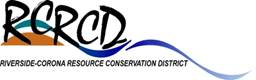 RCRCD
RIVERSIDE-CORONA RESOURCE CONSERVATION DISTRICT